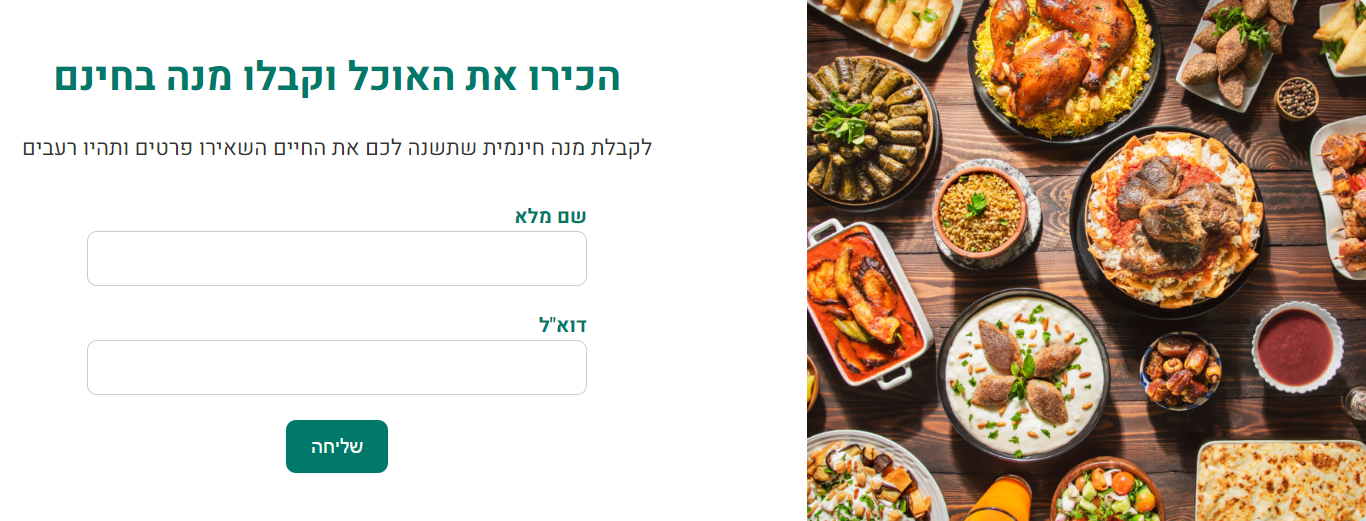 הכירו את האוכל וקבלו מנה בחינם
לקבלת מנה חינמית שתשנה לכם את החיים השאירו פרטים ותהיו רעבים
שם מלא
דוא"ל
שליחה